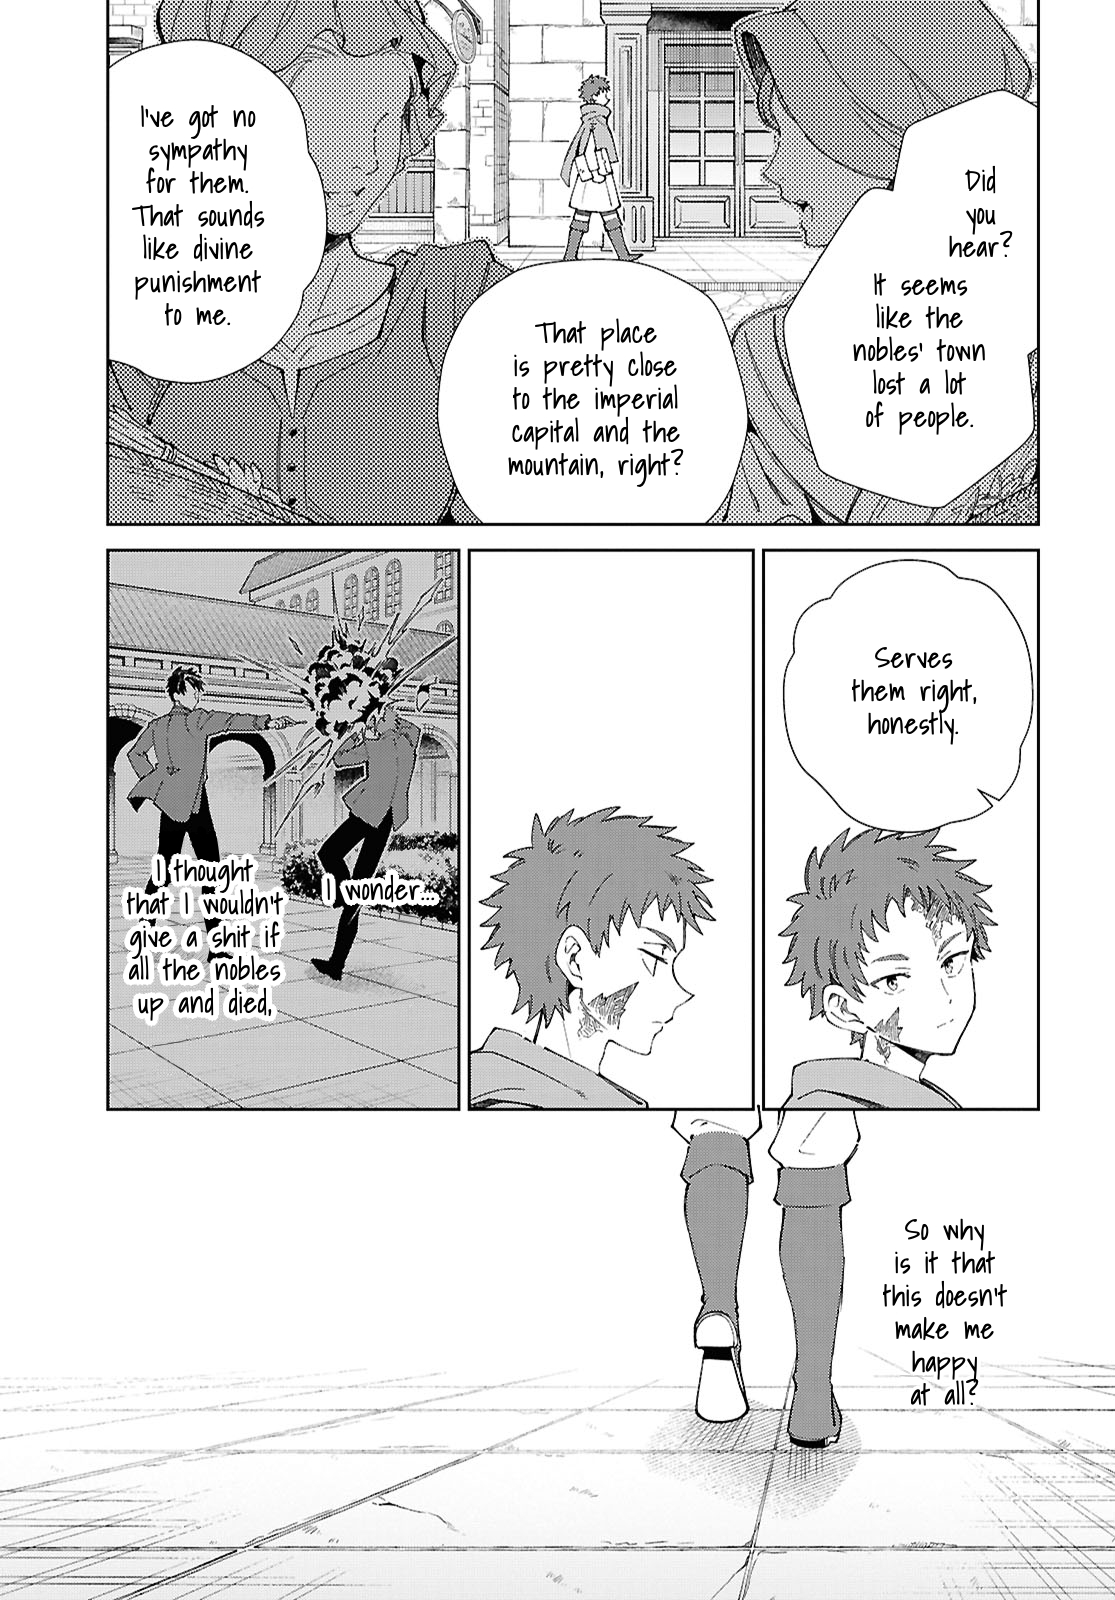 Did
you
hear?
It seems
like the
nobles' town
lost a lot
of people.
That place
is pretty close
to the imperial
capital and the
mountain, right?
I've got no
sympathy
for them.
That sounds
like divine
punishment
to me.
Serves
them right,
honestly.
I wonder...
I thought
that I wouldn't
give a shit if
all the nobles
up and died,
So why
is it that
this doesn't
make me
happy
at all?